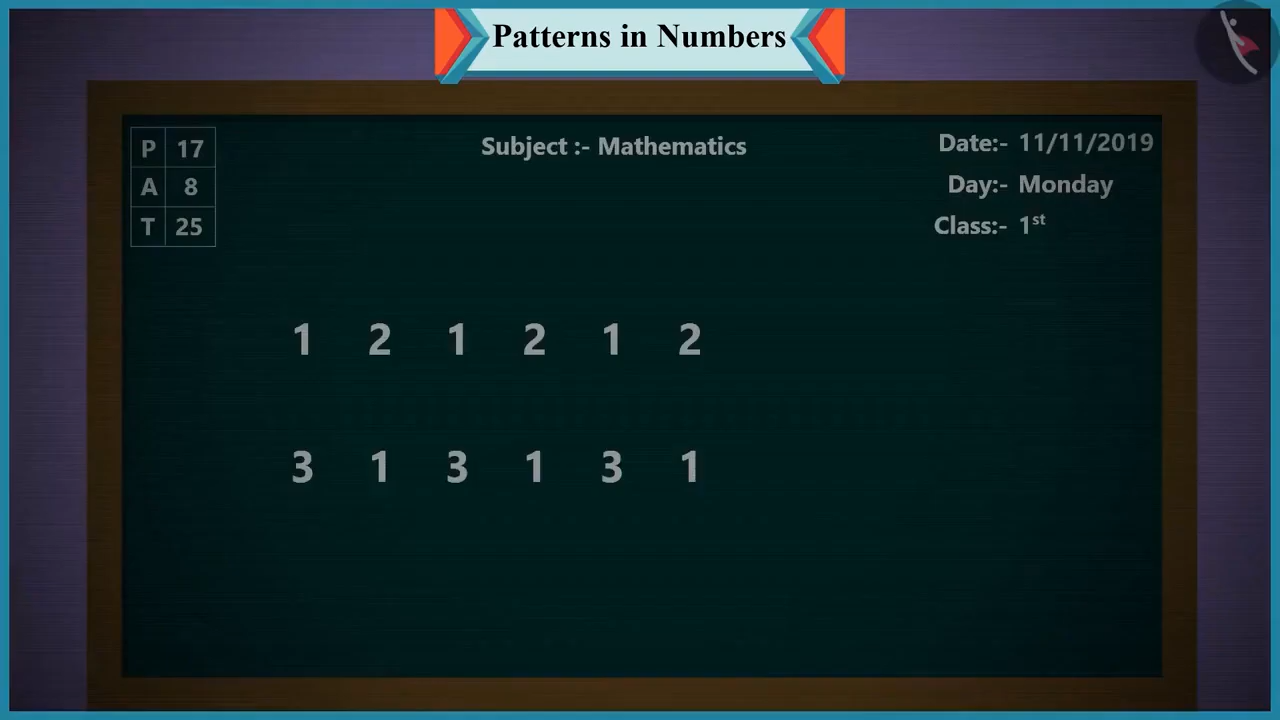 Patterns in Numbers
P 17
A 8
T 25
Subject :- Mathematics
Date:- 11/11/2019
Day:- Monday
Class:- 1st
1 2 1 2 1 2
3 1 3 1 3 1